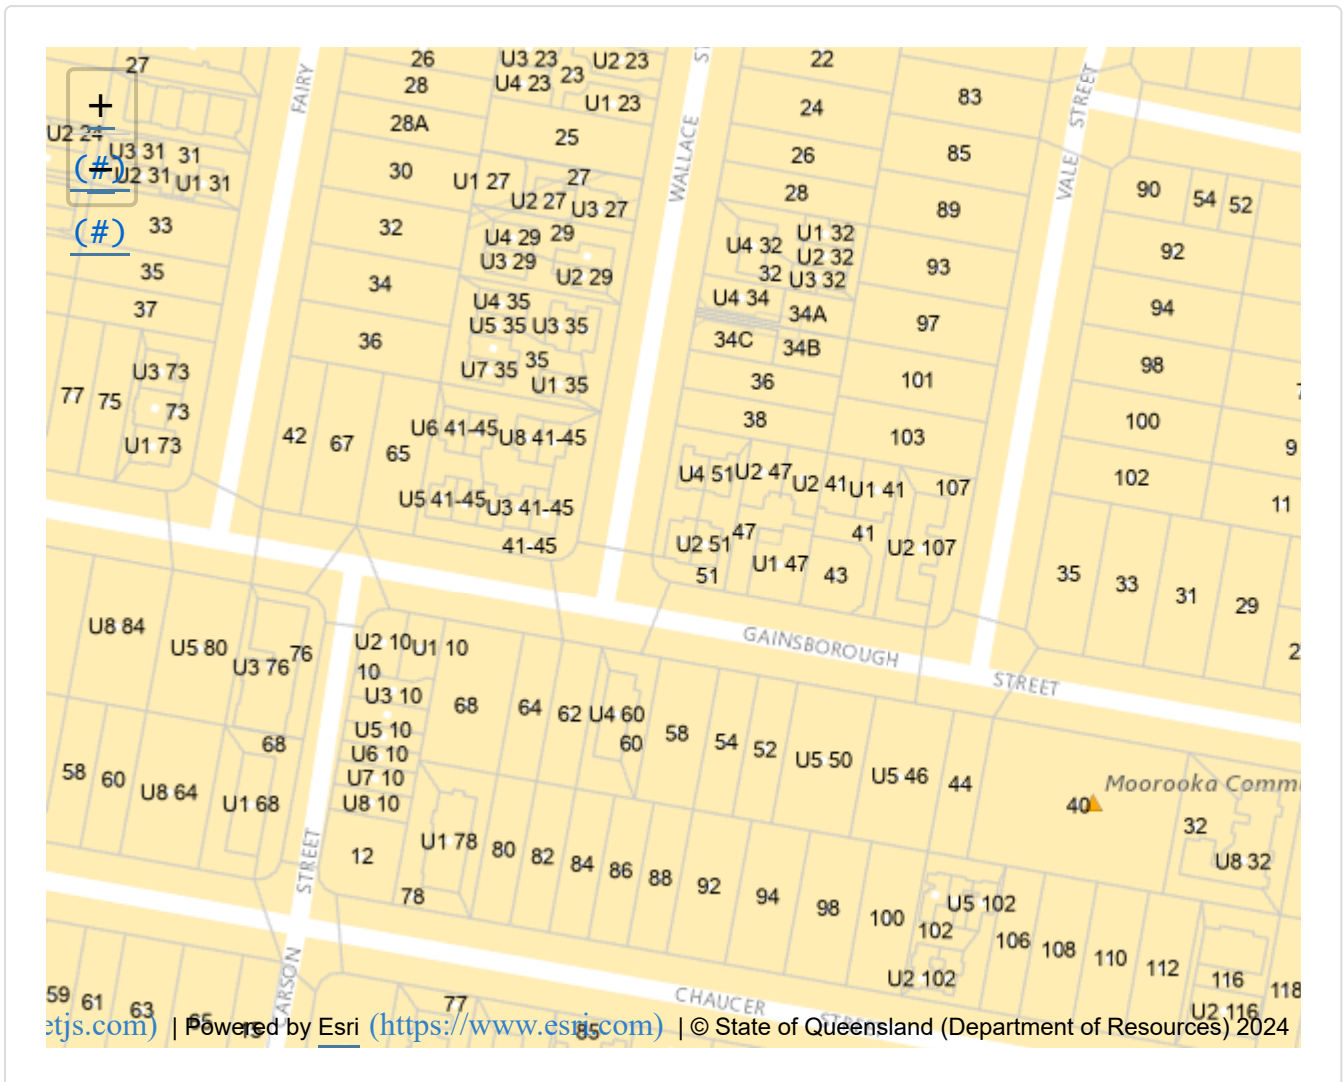 27
26
28
28A
30
32
34
36
U3 23
U2 23
U4 23
23
U1 23
25
FAIRY
WALLACE
22
24
26
28
83
85
89
93
97
101
103
107
VALE STREET
90
54
52
92
94
98
100
102
+
U2 24
U3 31
31
(#)
U2 31
U1 31
(#)
33
35
37
U1 27
27
U2 27
U3 27
U4 29
29
U3 29
U2 29
U4 35
U5 35
U3 35
35
U7 35
U1 35
U4 32
U1 32
U2 32
32
U3 32
U4 34
34A
34C
34B
36
38
77
75
U3 73
73
U1 73
42
67
65
U6 41-45
U8 41-45
U5 41-45
U3 41-45
41-45
U4 51
U2 47
U2 41
U1 41
U2 51
47
41
U2 107
51
U1 47
43
9
11
35
33
31
29
2
GAINSBOROUGH STREET
U8 84
U5 80
U3 76
76
U2 10
U1 10
10
U3 10
U5 10
U6 10
U7 10
U8 10
12
68
64
62
U4 60
60
58
54
52
U5 50
U5 46
44
Moorooka Commu
40
32
U8 32
58
60
U8 64
68
U1 68
U1 78
78
80
82
84
86
88
92
94
98
100
U5 102
102
U2 102
106
108
110
112
116
U2 116
118
STREET
CARSON
CHAUCER
59
61
63
65
77
85
etjs.com) | Powered by Esri (https://www.esri.com) | © State of Queensland (Department of Resources) 2024